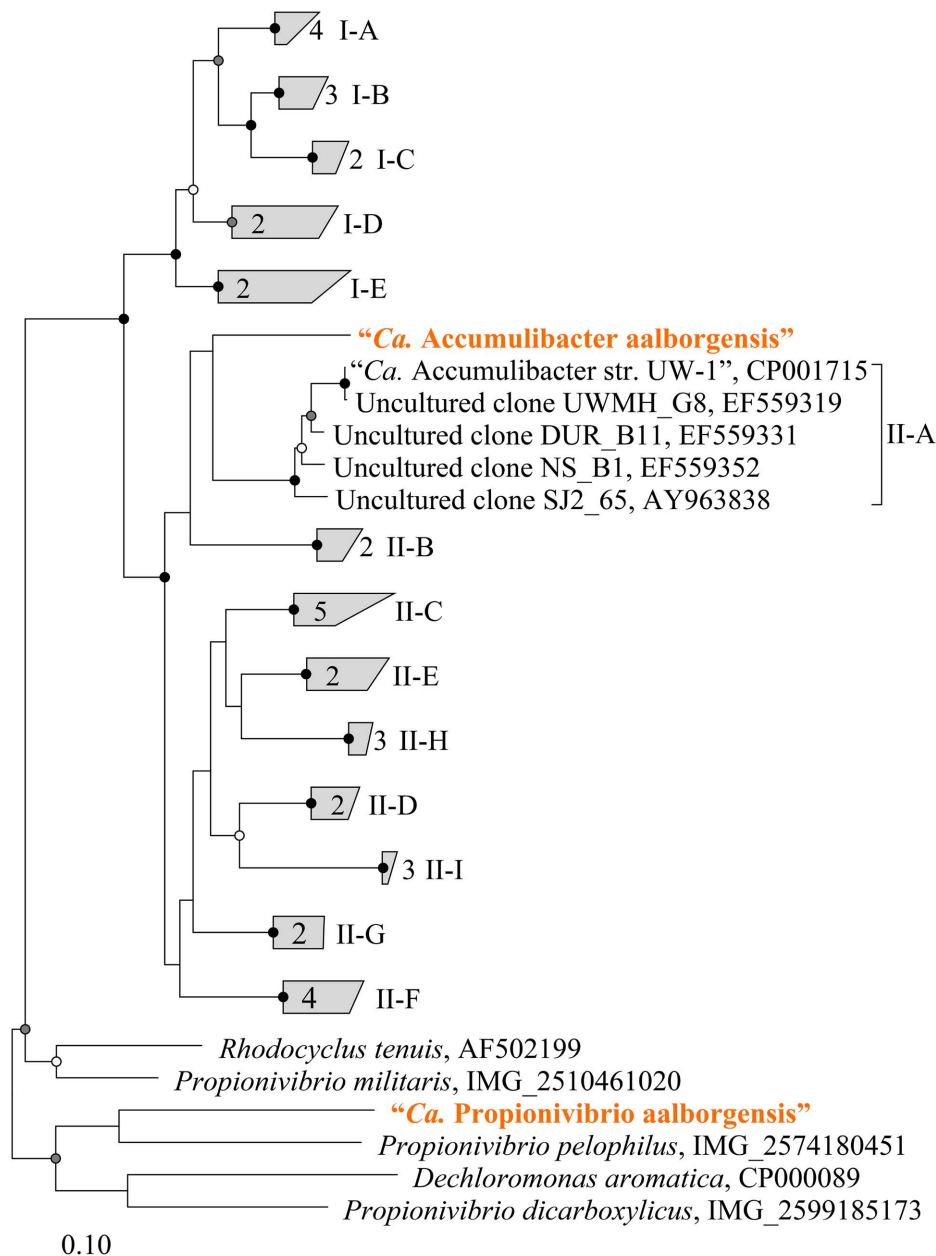 4 I-A
3 I-B
2 I-C
2 I-D
2 I-E
“Ca. Accumulibacter aalborgensis”
“Ca. Accumulibacter str. UW-1”, CP001715
Uncultured clone UWMH_G8, EF559319
Uncultured clone DUR_B11, EF559331
II-A
Uncultured clone NS_B1, EF559352
Uncultured clone SJ2_65, AY963838
2 II-B
5 II-C
2 II-E
3 II-H
2 II-D
3 II-I
2 II-G
4 II-F
Rhodocyclus tenuis, AF502199
Propionivibrio militaris, IMG_2510461020
“Ca. Propionivibrio aalborgensis”
Propionivibrio pelophilus, IMG_2574180451
Dechloromonas aromatica, CP000089
Propionivibrio dicarboxylicus, IMG_2599185173
0.10